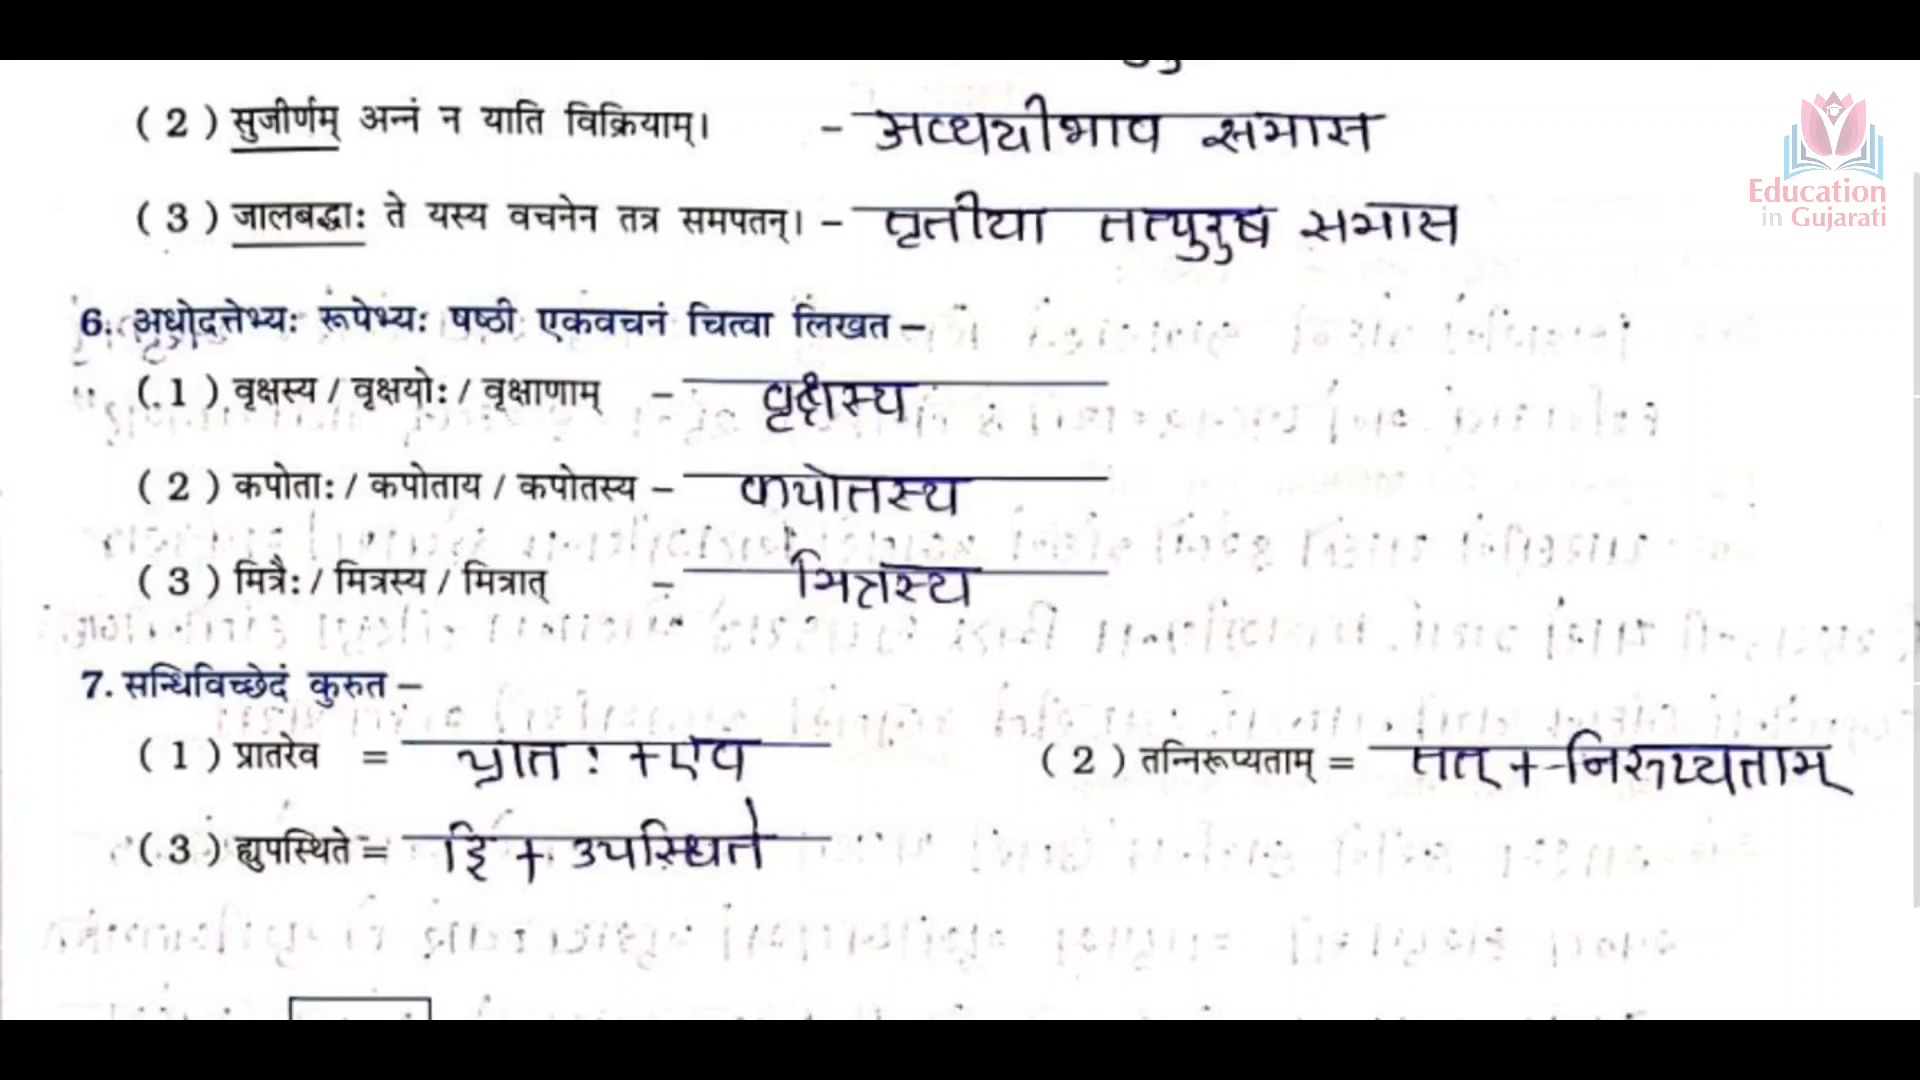 ( 2 ) सुजीर्णम् अन्नं न याति विक्रियाम्। - अव्ययीभाव समास
( 3 ) जालबद्धाः ते यस्य वचनेन तत्र समपतन्। - तृतीया तत्पुरुष समास
Education
in Gujarati
6. अधोदत्तेभ्यः रूपेभ्यः षष्ठी एकवचनं चित्वा लिखत –
( 1 ) वृक्षस्य / वृक्षयोः / वृक्षाणाम् - वृक्षस्य
( 2 ) कपोताः / कपोताय / कपोतस्य - कपोतस्य
( 3 ) मित्रैः / मित्रस्य / मित्रात् - मित्रस्य
7. सन्धिविच्छेदं कुरुत –
( 1 ) प्रातरेव = प्रातः + एव ( 2 ) तन्निरूप्यताम् = तत् + निरूप्यताम्
( 3 ) ह्युपस्थिते = हि + उपस्थिते